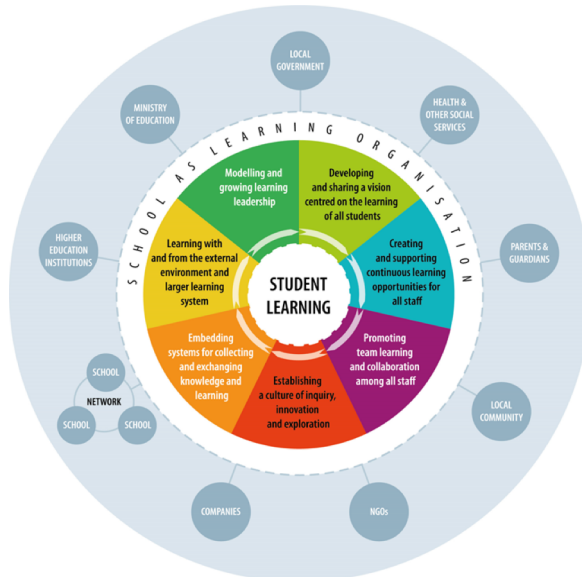 LOCAL
GOVERNMENT
MINISTRY
OF EDUCATION
HEALTH &
OTHER SOCIAL
SERVICES
SCHOOL AS LEARNING ORGANISATION
Modelling and
growing learning
leadership
Developing
and sharing a vision
centred on the learning
of all students
Learning with
and from the external
environment and
larger learning
system
Creating
and supporting
continuous learning
opportunities for
all staff
HIGHER
EDUCATION
INSTITUTIONS
PARENTS &
GUARDIANS
STUDENT
LEARNING
Embedding
systems for collecting
and exchanging
knowledge and
learning
Promoting
team learning
and collaboration
among all staff
Establishing
a culture of inquiry,
innovation
and exploration
SCHOOL
NETWORK
SCHOOL
SCHOOL
LOCAL
COMMUNITY
COMPANIES
NGOs